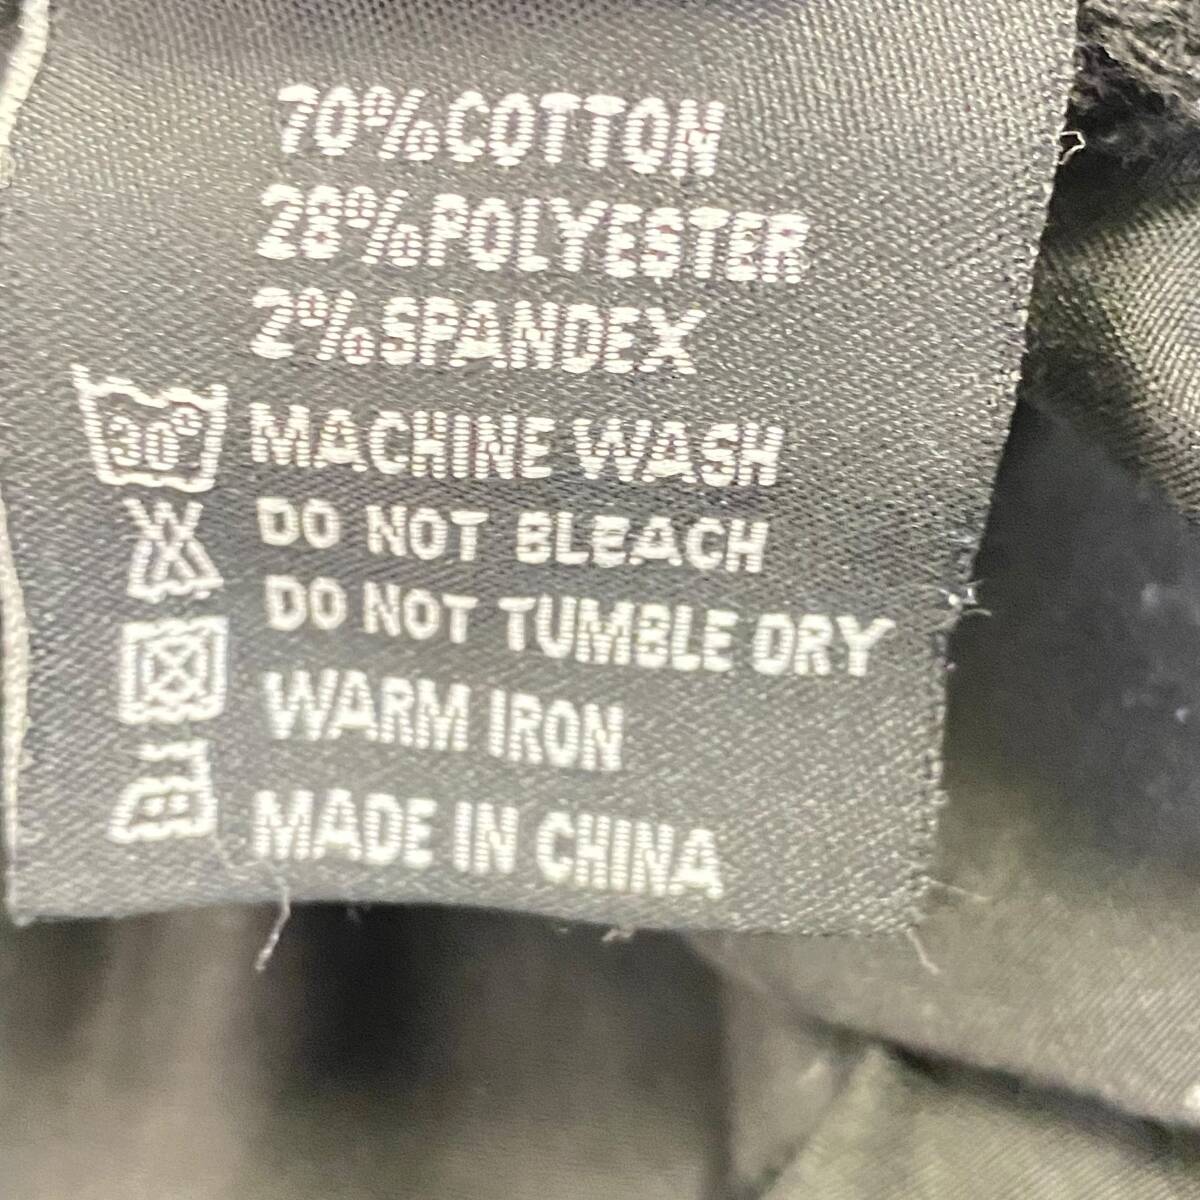 70%COTTON
28%POLYESTER
2%SPANDEX
30° MACHINE WASH
DO NOT BLEACH
DO NOT TUMBLE DRY
WARM IRON
MADE IN CHINA